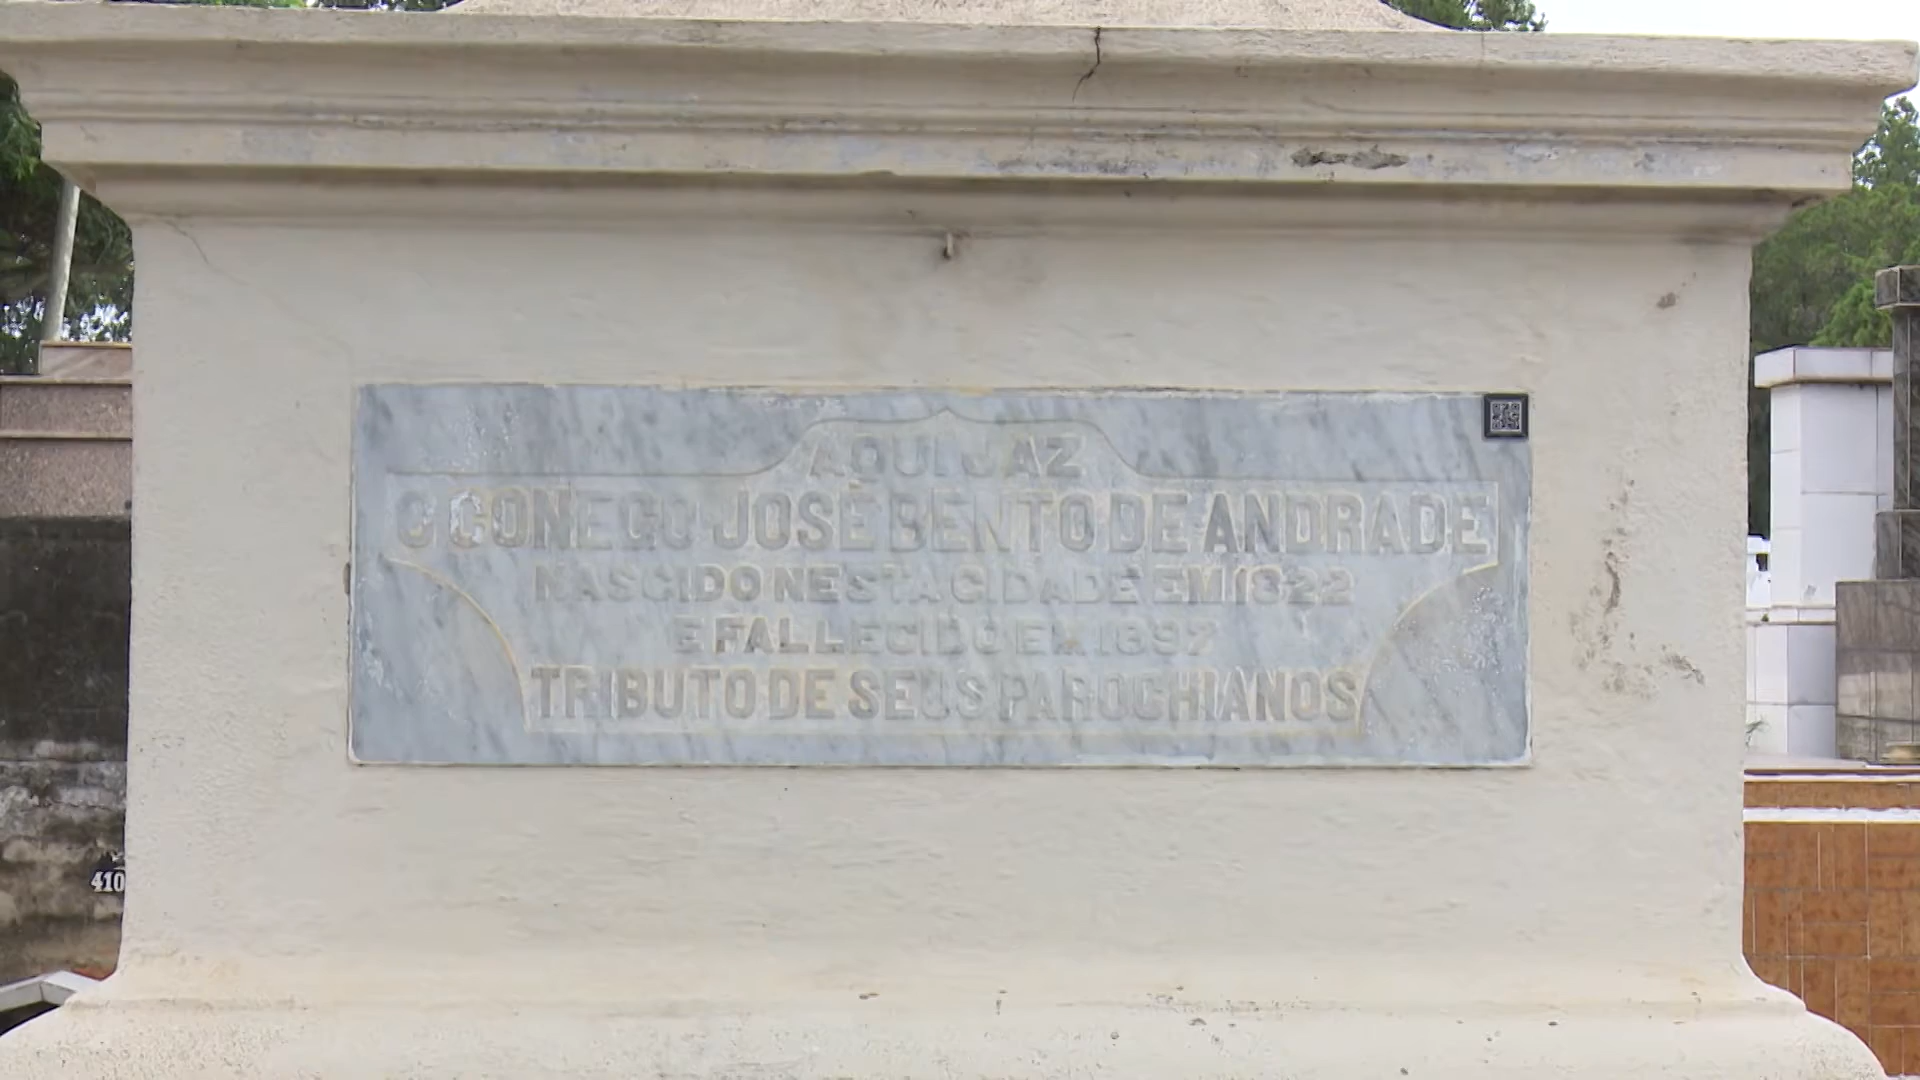 AQUI JAZ
O CONEGO JOSÉ BENTO DE ANDRADE
NASCIDO NESTA CIDADE EM 1822
E FALLECIDO EM 1892
TRIBUTO DE SEUS PAROCHIANOS
410